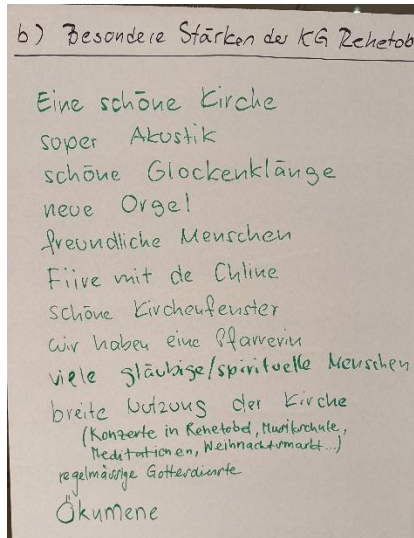 b) Besondere Stärken der KG Rehetob
Eine schöne Kirche
super Akustik
schöne Glockenklänge
neue Orgel
freundliche Menschen
Fiire mit de Chline
schöne Kirchenfenster
wir haben eine Pfarrerin
viele gläubige/spirituelle Menschen
breite Nutzung der Kirche
(Konzerte in Rehetobel, Musikschule,
Meditationen, Weihnachtsmarkt...)
regelmässige Gottesdienste
Ökumene